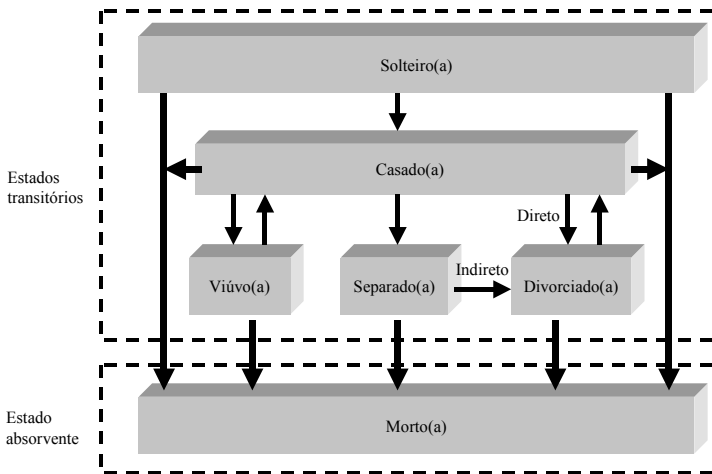 Solteiro(a)
Casado(a)
Estados
transitórios
Direto
Indireto
Viúvo(a)
Separado(a)
Divorciado(a)
Estado
absorvente
Morto(a)